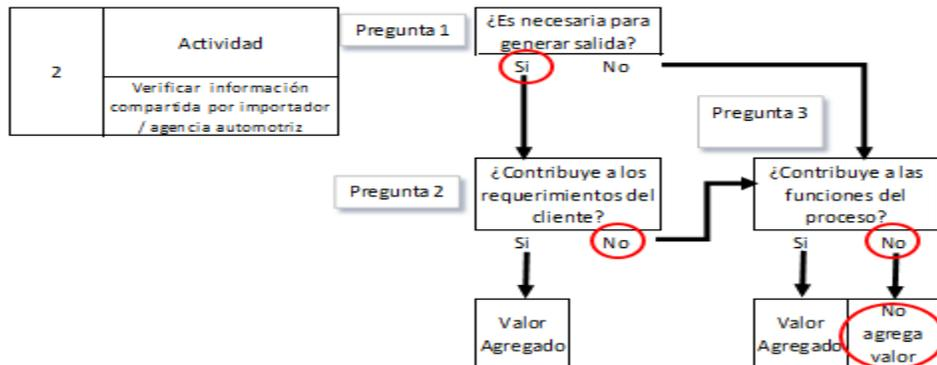 2
Actividad
Verificar información
compartida por importador
/ agencia automotriz
Pregunta 1
¿Es necesaria para
generar salida?
Si
No
Pregunta 3
Pregunta 2
¿Contribuye a los
requerimientos del
cliente?
Si
No
¿Contribuye a las
funciones del
proceso?
Si
No
Valor
Agregado
Valor
Agregado
No
agrega
valor